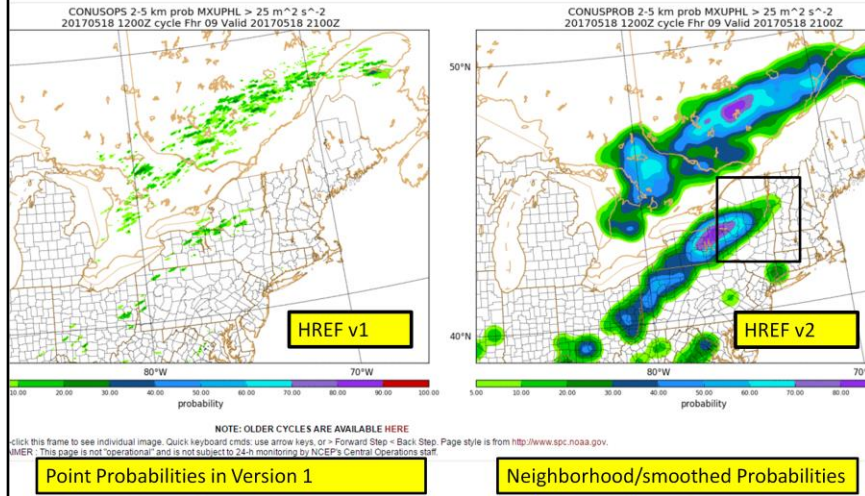 CONUSOPS 2-5 km prob MXUPHL > 25 m^2 s^-2
20170518 1200Z cycle Fhr 09 Valid 20170518 2100Z
CONUSPROB 2-5 km prob MXUPHL > 25 m^2 s^-2
20170518 1200Z cycle Fhr 09 Valid 20170518 2100Z
50°N
40°N
HREF v1
HREF v2
80°W 70°W
80°W 70°
10.00 20.00 30.00 40.00 50.00 60.00 70.00 80.00 90.00 100.00
probability
5.00 10.00 20.00 30.00 40.00 50.00 60.00 70.00 80.00
probability
NOTE: OLDER CYCLES ARE AVAILABLE HERE
-click this frame to see individual image. Quick keyboard cmds: use arrow keys, or > Forward Step < Back Step. Page style is from http://www.spc.noaa.gov.
AIMER : This page is not "operational" and is not subject to 24-h monitoring by NCEP's Central Operations staff.
Point Probabilities in Version 1
Neighborhood/smoothed Probabilities